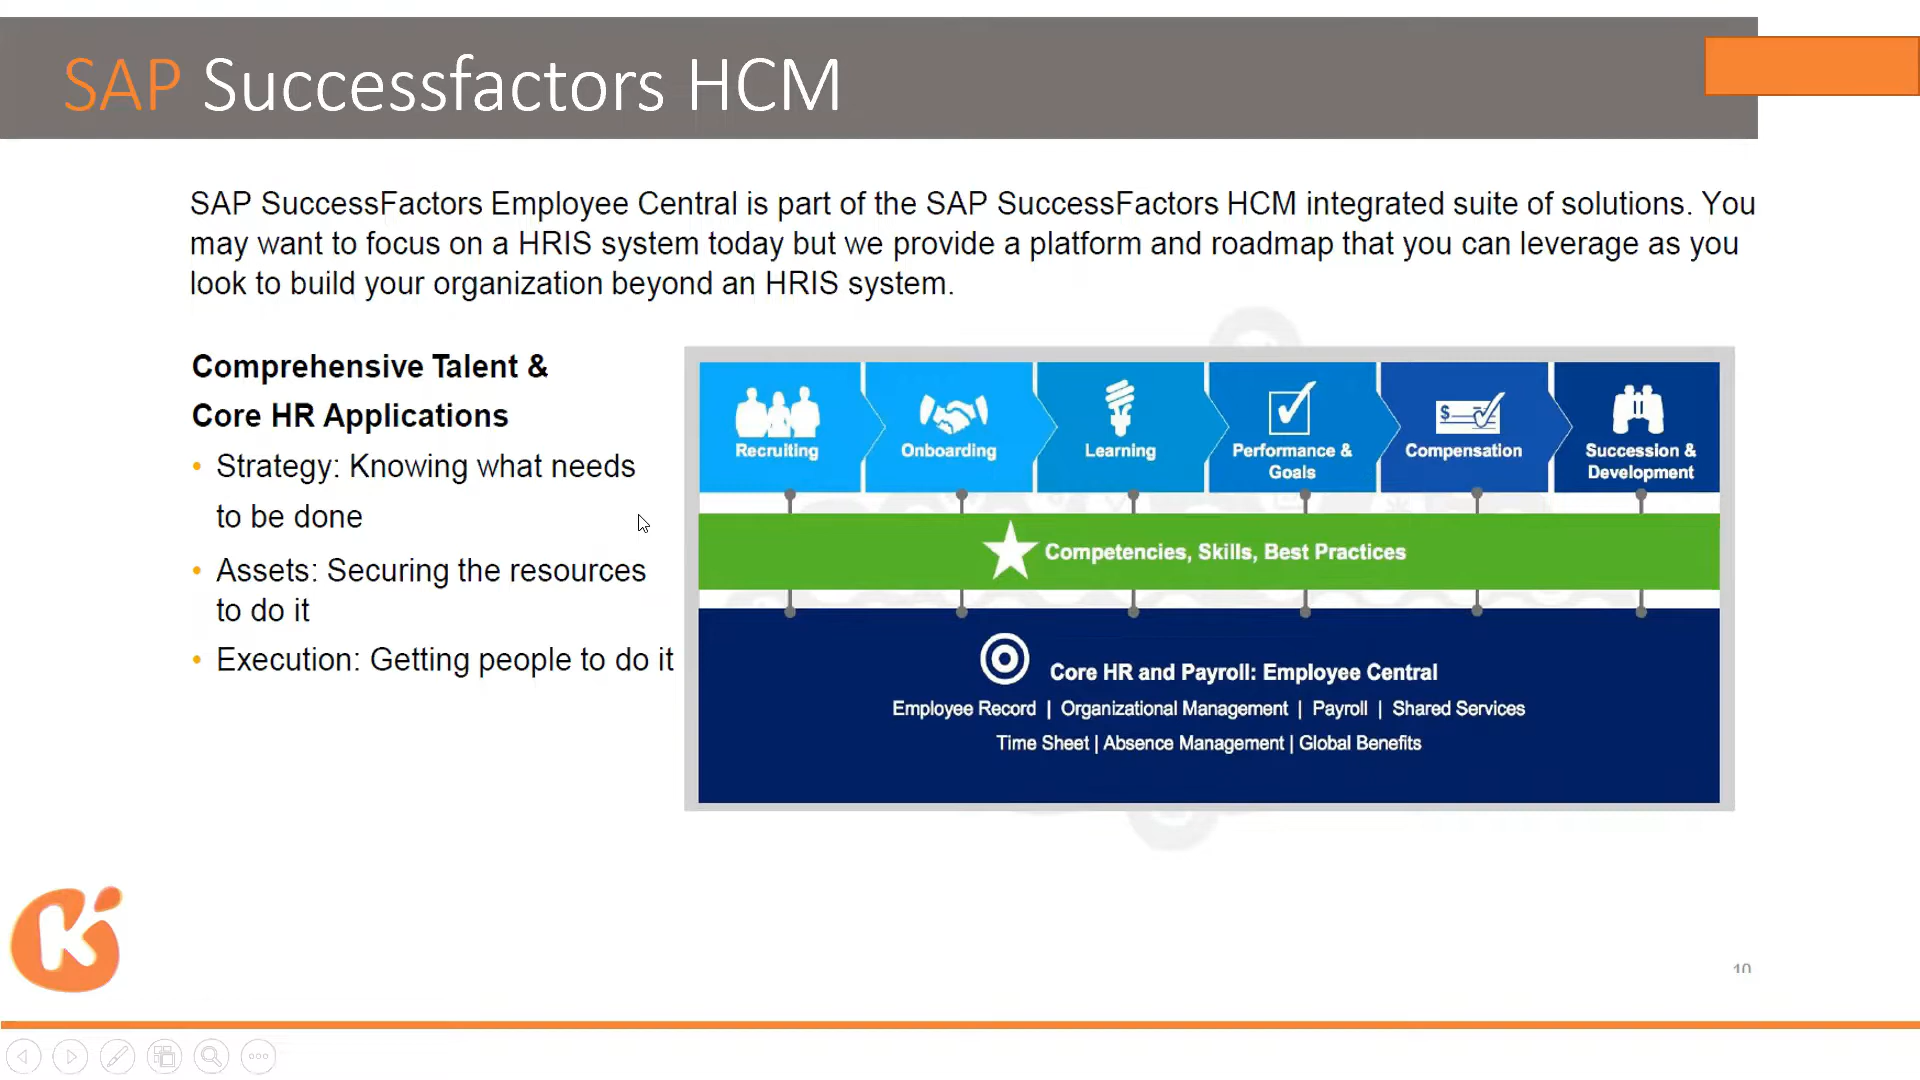 SAP Successfactors HCM
SAP SuccessFactors Employee Central is part of the SAP SuccessFactors HCM integrated suite of solutions. You
may want to focus on a HRIS system today but we provide a platform and roadmap that you can leverage as you
look to build your organization beyond an HRIS system.
Comprehensive Talent &
Core HR Applications
• Strategy: Knowing what needs
to be done
• Assets: Securing the resources
to do it
• Execution: Getting people to do it
Recruiting
Onboarding
Learning
Performance &
Goals
$
Compensation
Succession &
Development
Competencies, Skills, Best Practices
Core HR and Payroll: Employee Central
Employee Record | Organizational Management | Payroll | Shared Services
Time Sheet | Absence Management | Global Benefits
K
10